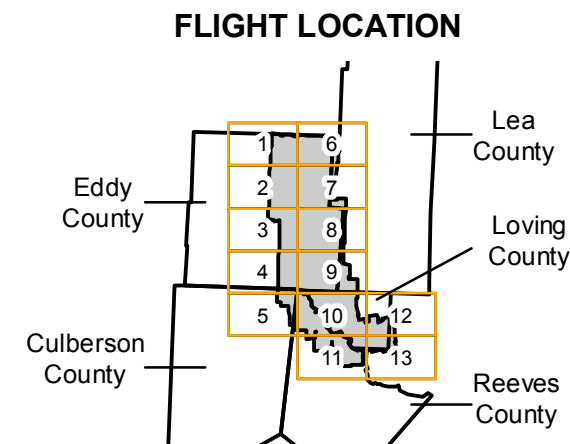 FLIGHT LOCATION
Lea
County
1
6
Eddy
County
2
7
3
8
Loving
County
4
9
5
10
12
Culberson
County
11
13
Reeves
County